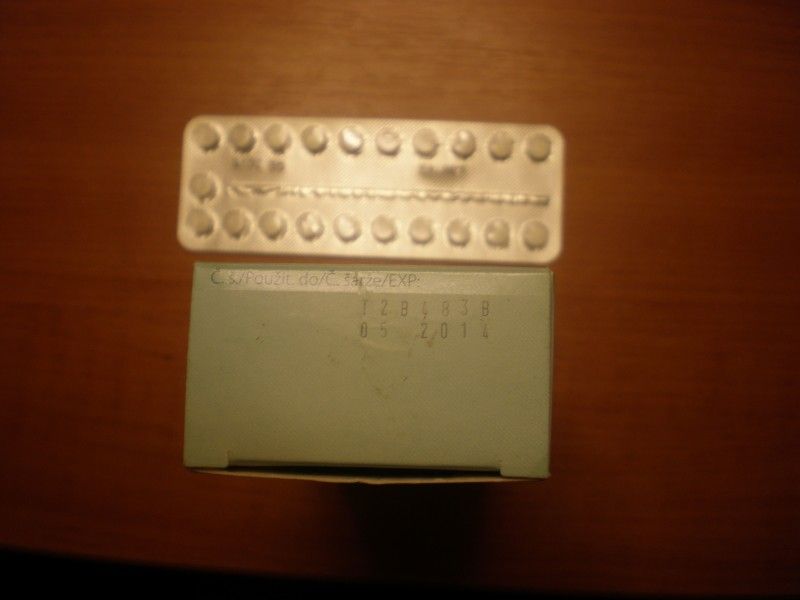 Č.š./Použit. do/Č. šarže/EXP:
T2B483B
05 2014